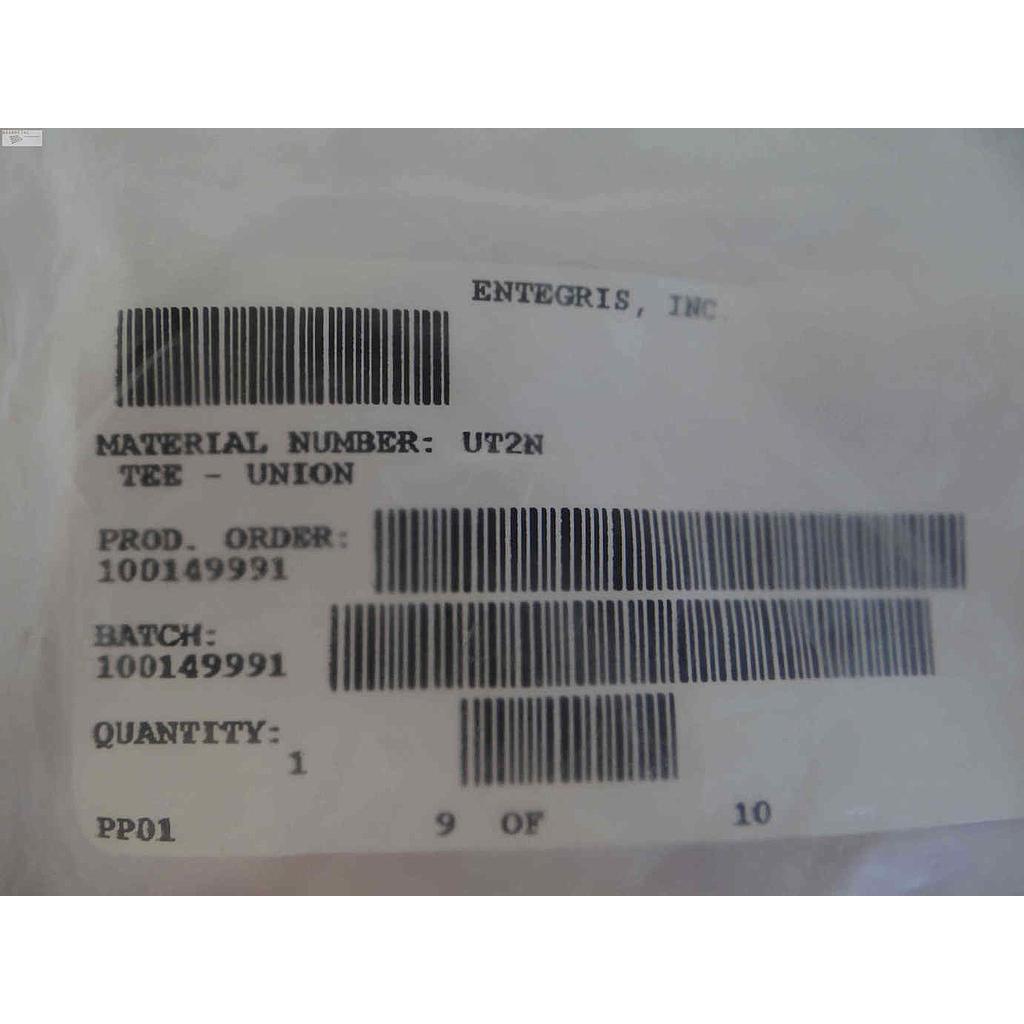 ENTEGRIS, INC.
MATERIAL NUMBER: UT2N
TEE - UNION
PROD. ORDER:
100149991
BATCH:
100149991
QUANTITY:
1
PP01 9 OF 10